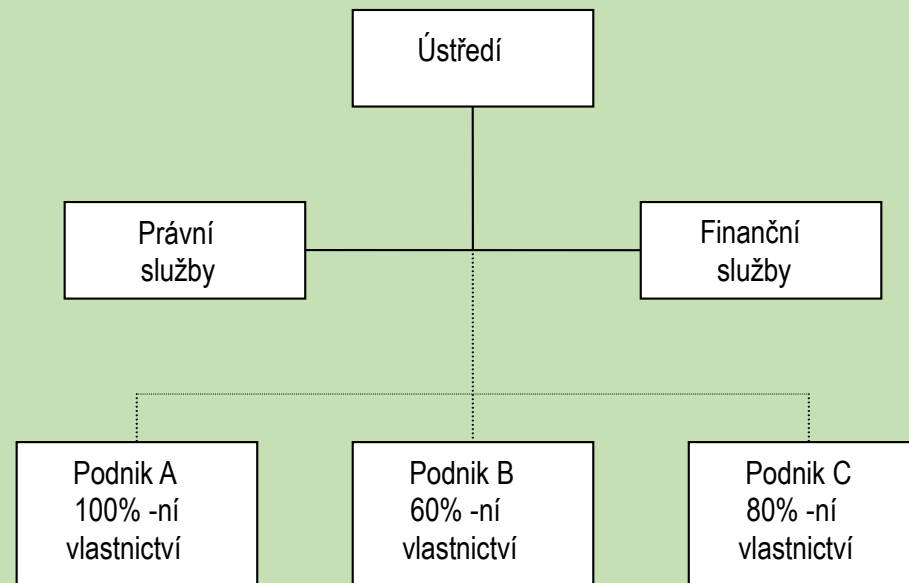 Ústředí
Právní
služby
Finanční
služby
Podnik A
100% -ní
vlastnictví
Podnik B
60% -ní
vlastnictví
Podnik C
80% -ní
vlastnictví